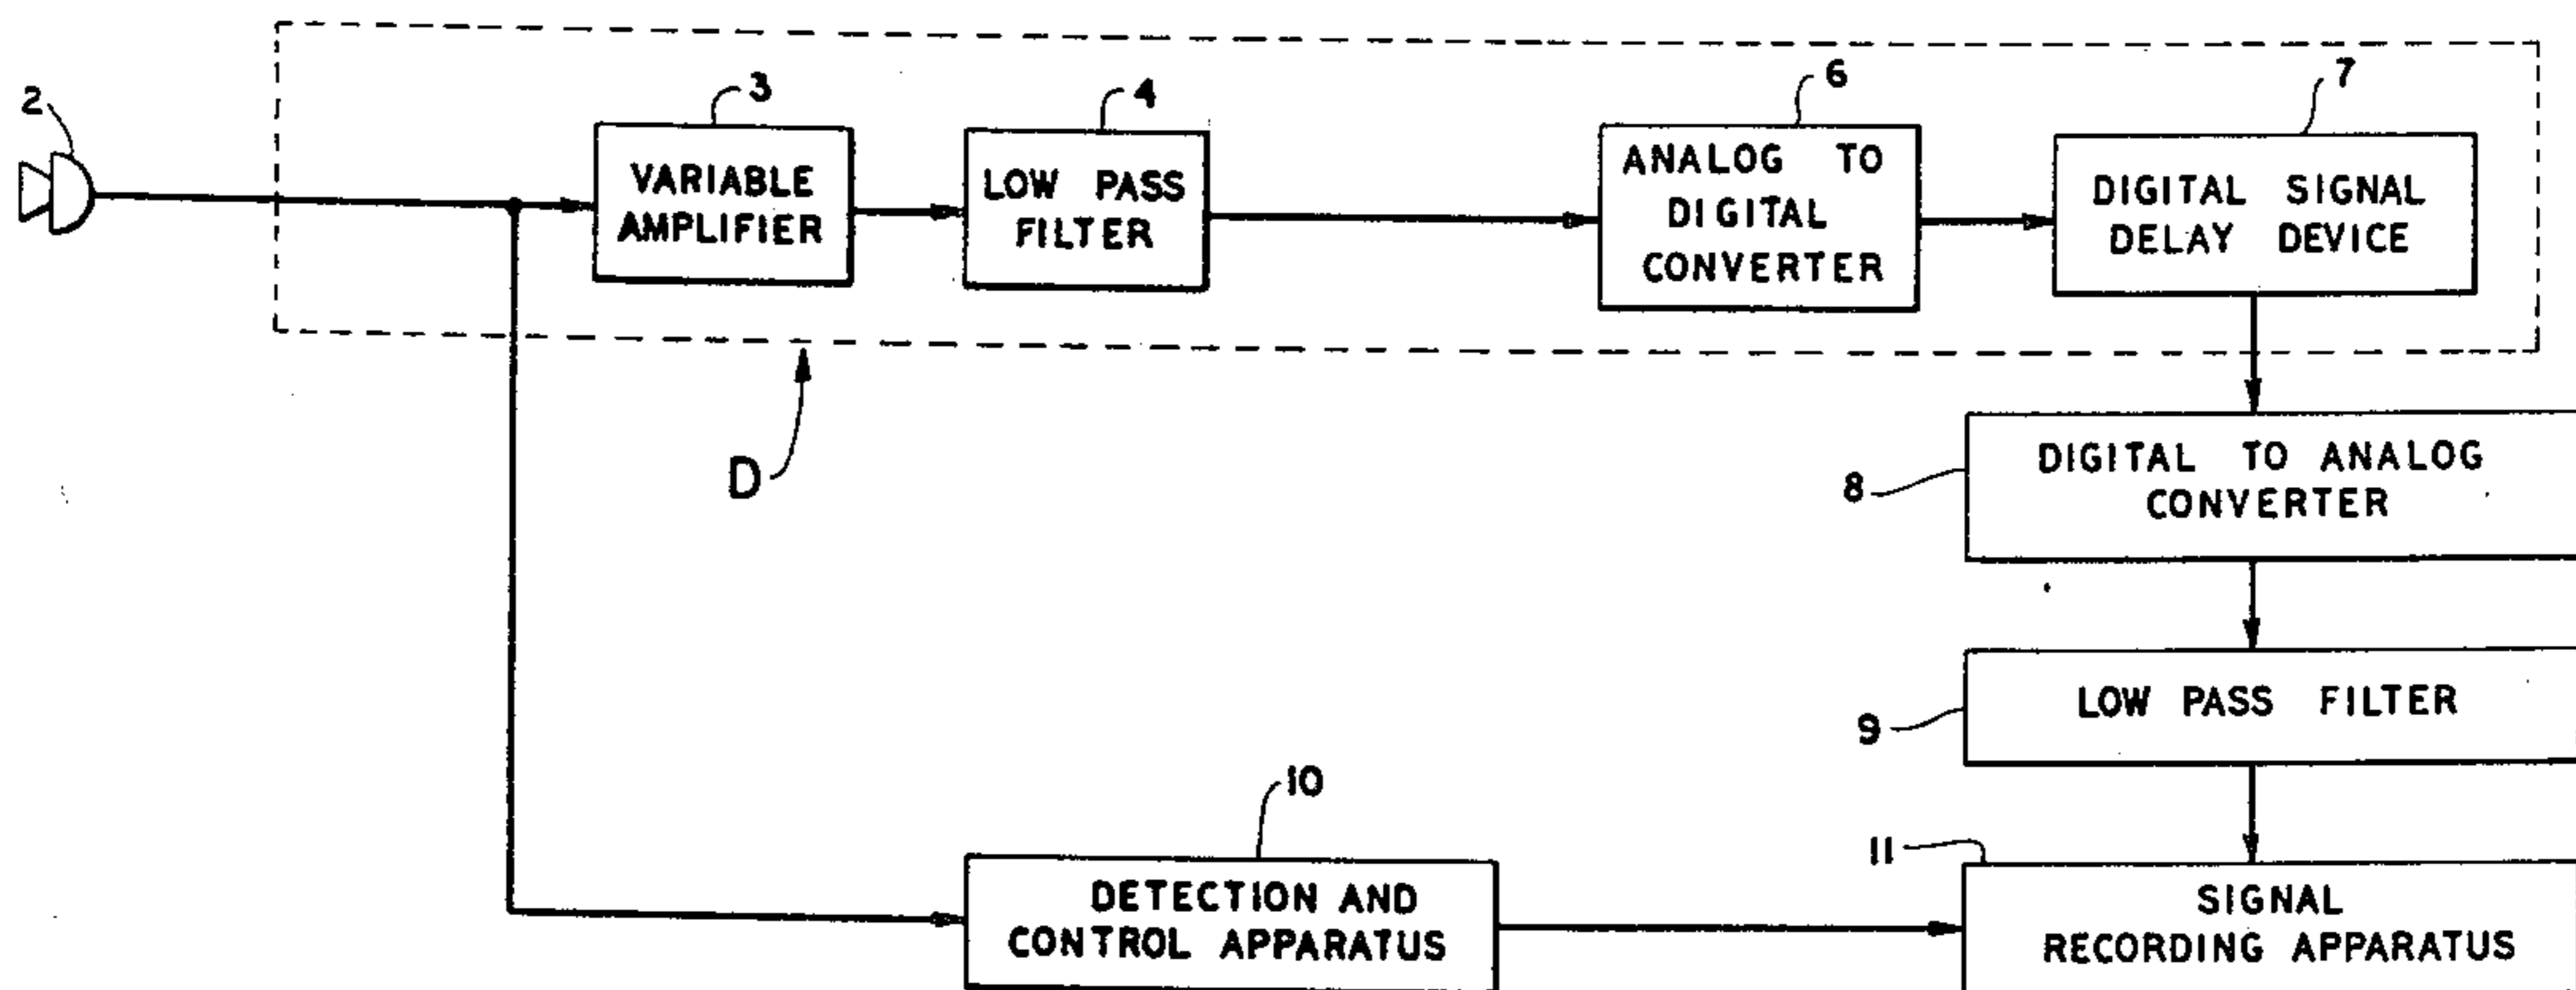 2
3
VARIABLE
AMPLIFIER
4
LOW PASS
FILTER
6
ANALOG TO
DIGITAL
CONVERTER
7
DIGITAL SIGNAL
DELAY DEVICE
D
8
DIGITAL TO ANALOG
CONVERTER
9
LOW PASS FILTER
10
DETECTION AND
CONTROL APPARATUS
11
SIGNAL
RECORDING APPARATUS